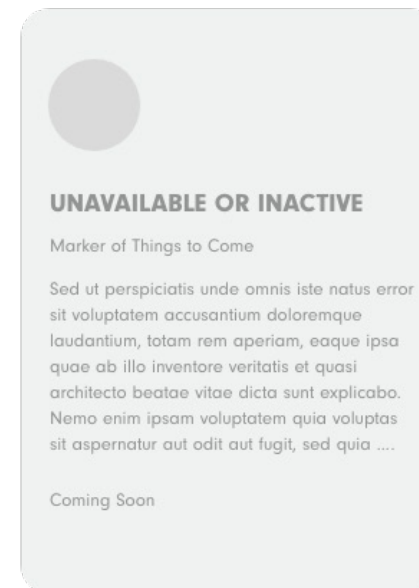 UNAVAILABLE OR INACTIVE
Marker of Things to Come
Sed ut perspiciatis unde omnis iste natus error
sit voluptatem accusantium doloremque
laudantium, totam rem aperiam, eaque ipsa
quae ab illo inventore veritatis et quasi
architecto beatae vitae dicta sunt explicabo.
Nemo enim ipsam voluptatem quia voluptas
sit aspernatur aut odit aut fugit, sed quia ....
Coming Soon